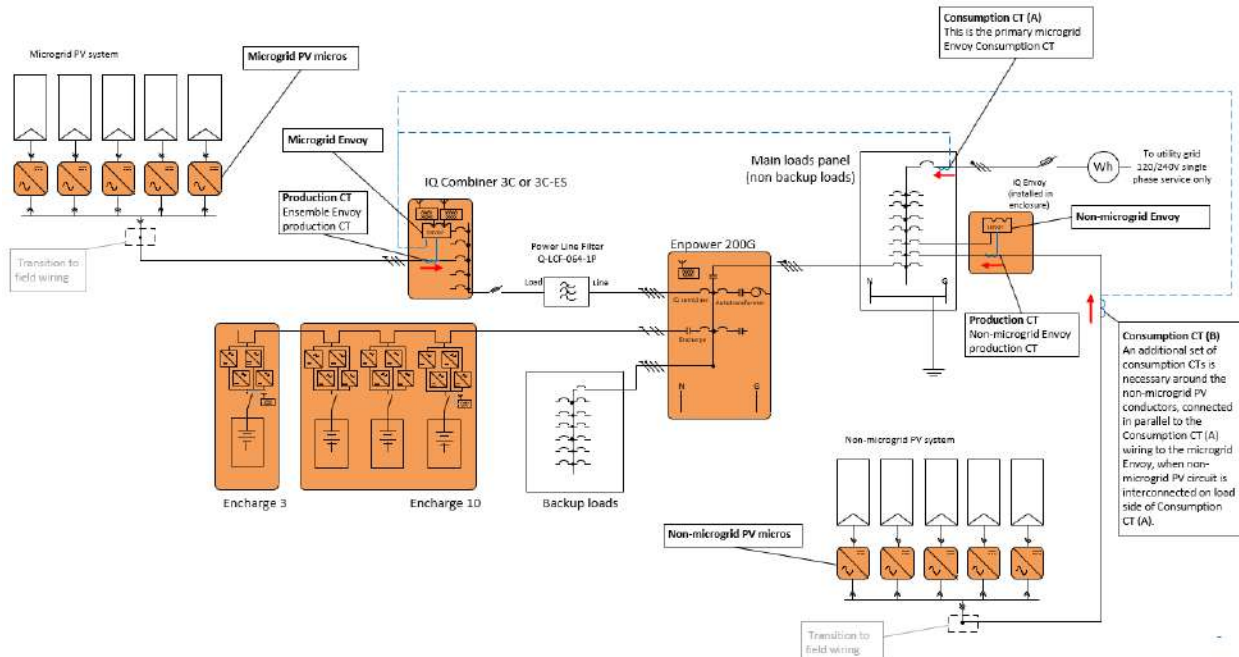 Consumption CT (A)
This is the primary microgrid
Envoy Consumption CT
Microgrid PV system
Microgrid PV micros
Microgrid Envoy
Main loads panel
(non backup loads)
Wh
To utility grid
120/240V single
phase service only
IQ Combiner 3C or 3C-ES
Production CT
Ensemble Envoy
production CT
IQ Envoy
(installed in
enclosure)
Non-microgrid Envoy
Transition to
field wiring
Power Line Filter
Q-LCF-064-1P
Load
Line
Enpower 200G
IQ combiner
Autotransformer
Encharge
N
G
N
G
Production CT
Non-microgrid Envoy
production CT
Consumption CT (B)
An additional set of
consumption CTs is
necessary around the
non-microgrid PV
conductors, connected
in parallel to the
Consumption CT (A)
wiring to the microgrid
Envoy, when non-
microgrid PV circuit is
interconnected on load
side of Consumption
CT (A).
Encharge 3
Encharge 10
Backup loads
Non-microgrid PV system
Non-microgrid PV micros
Transition to
field wiring